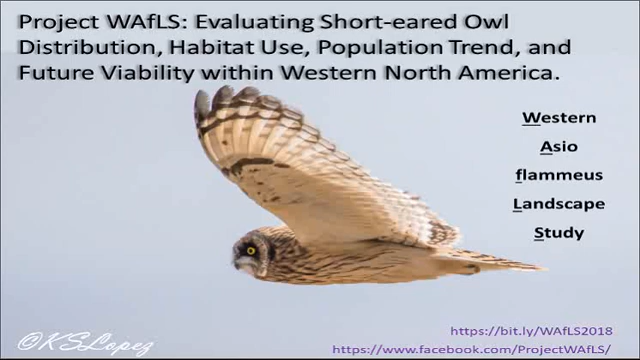 Project WAfLS: Evaluating Short-eared Owl
Distribution, Habitat Use, Population Trend, and
Future Viability within Western North America.
Western
Asio
flammeus
Landscape
Study
https://bit.ly/WAfLS2018
https://www.facebook.com/ProjectWAfLS/
©KSLopez